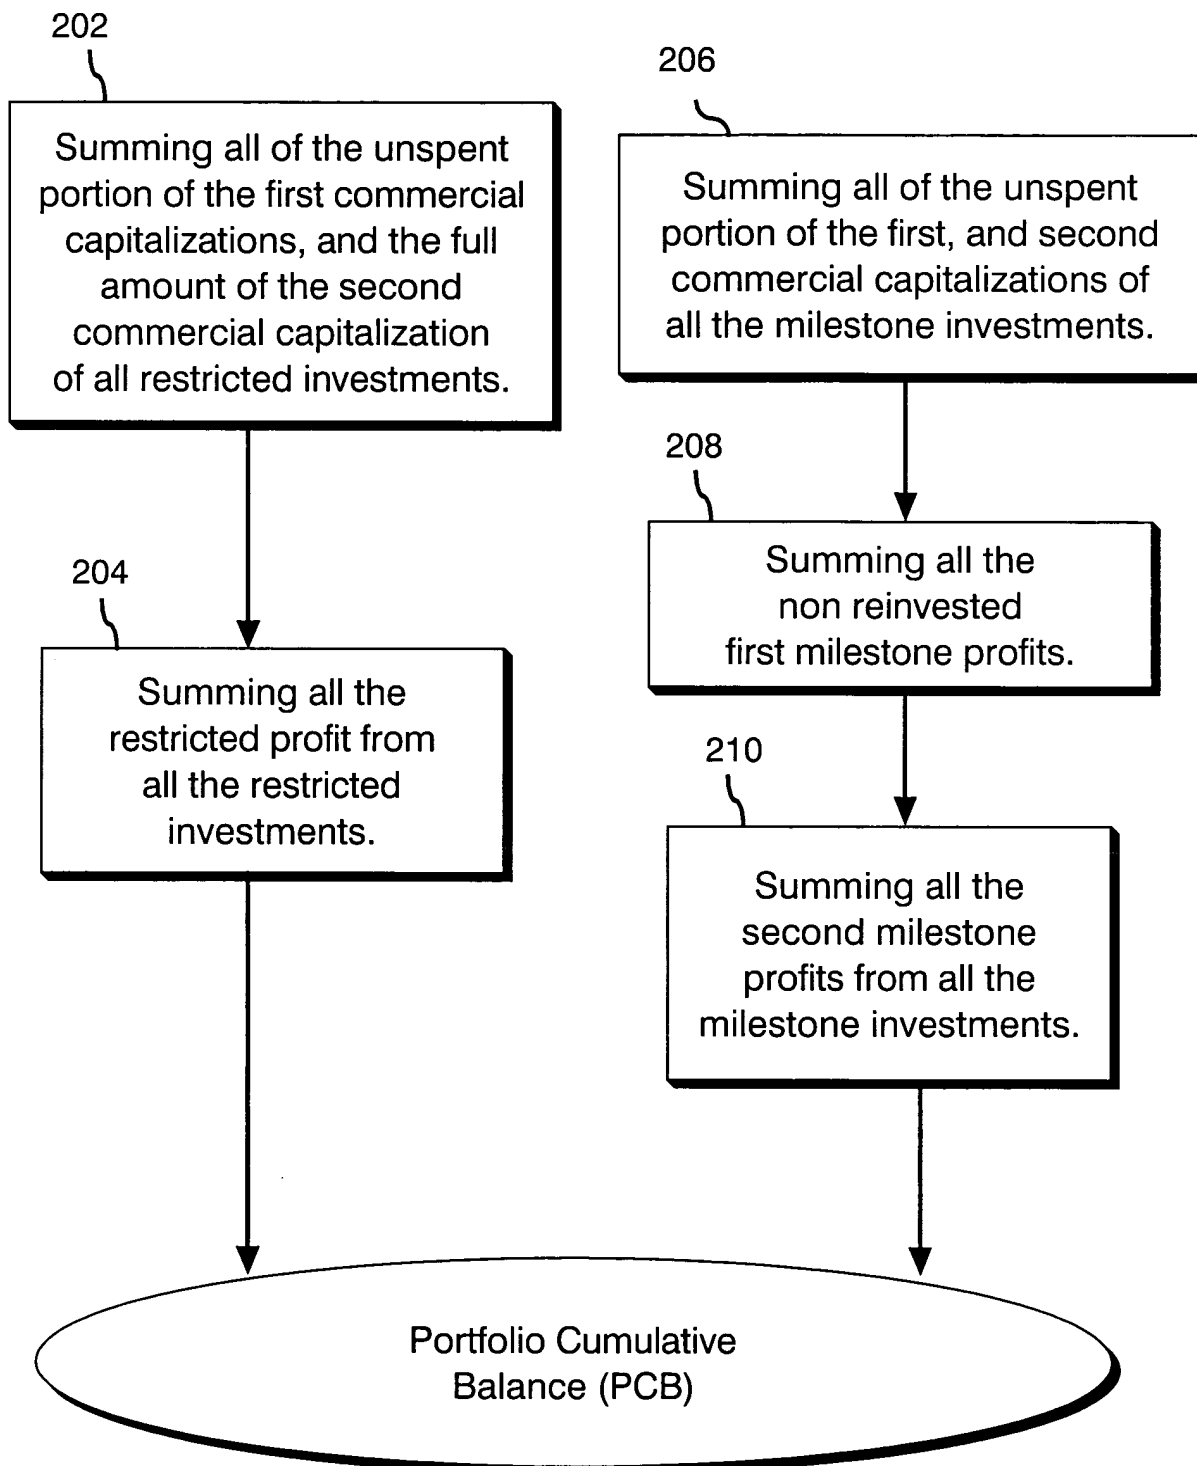 202
Summing all of the unspent
portion of the first commercial
capitalizations, and the full
amount of the second
commercial capitalization
of all restricted investments.
204
Summing all the
restricted profit from
all the restricted
investments.
206
Summing all of the unspent
portion of the first, and second
commercial capitalizations of
all the milestone investments.
208
Summing all the
non reinvested
first milestone profits.
210
Summing all the
second milestone
profits from all the
milestone investments.
Portfolio Cumulative
Balance (PCB)